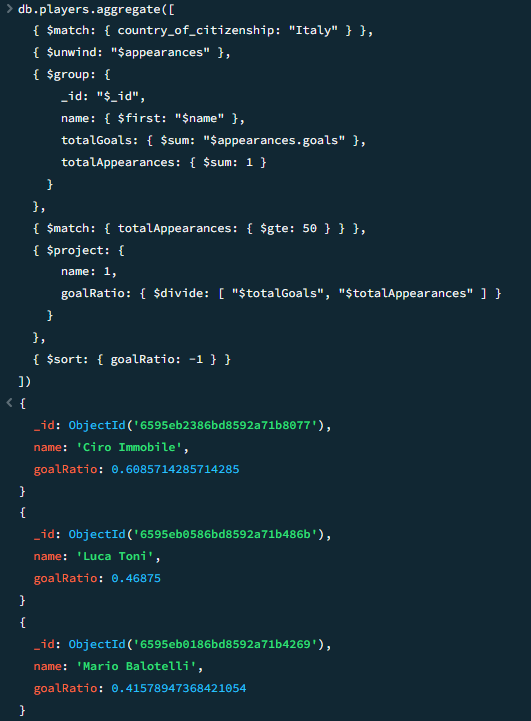 > db.players.aggregate([
{ $match: { country_of_citizenship: "Italy" } },
{ $unwind: "$appearances" },
{ $group: {
_id: "$_id",
name: { $first: "$name" },
totalGoals: { $sum: "$appearances.goals" },
totalAppearances: { $sum: 1 }
}
},
{ $match: { totalAppearances: { $gte: 50 } } },
{ $project: {
name: 1,
goalRatio: { $divide: [ "$totalGoals", "$totalAppearances" ] }
}
},
{ $sort: { goalRatio: -1 } }
])
< {
_id: ObjectId('6595eb2386bd8592a71b8077'),
name: 'Ciro Immobile',
goalRatio: 0.6085714285714285
}
{
_id: ObjectId('6595eb0586bd8592a71b486b'),
name: 'Luca Toni',
goalRatio: 0.46875
}
{
_id: ObjectId('6595eb0186bd8592a71b4269'),
name: 'Mario Balotelli',
goalRatio: 0.41578947368421054
}